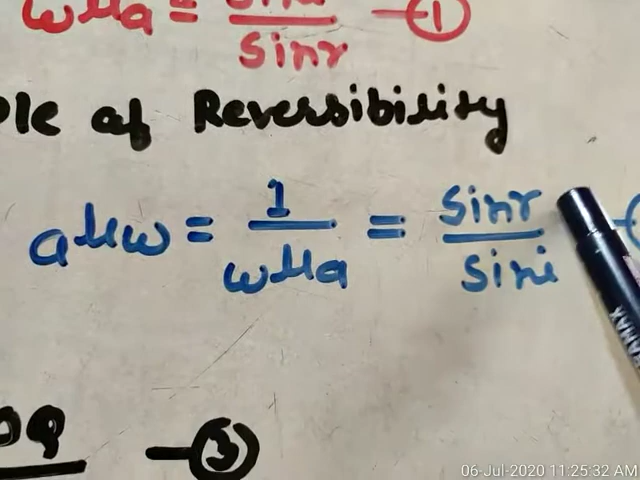 wμa = sini / sinr — 1
ple of Reversibility
aμw = 1 / wμa = sinr / sini
— 3
06-Jul-2020 11:25:32 AM